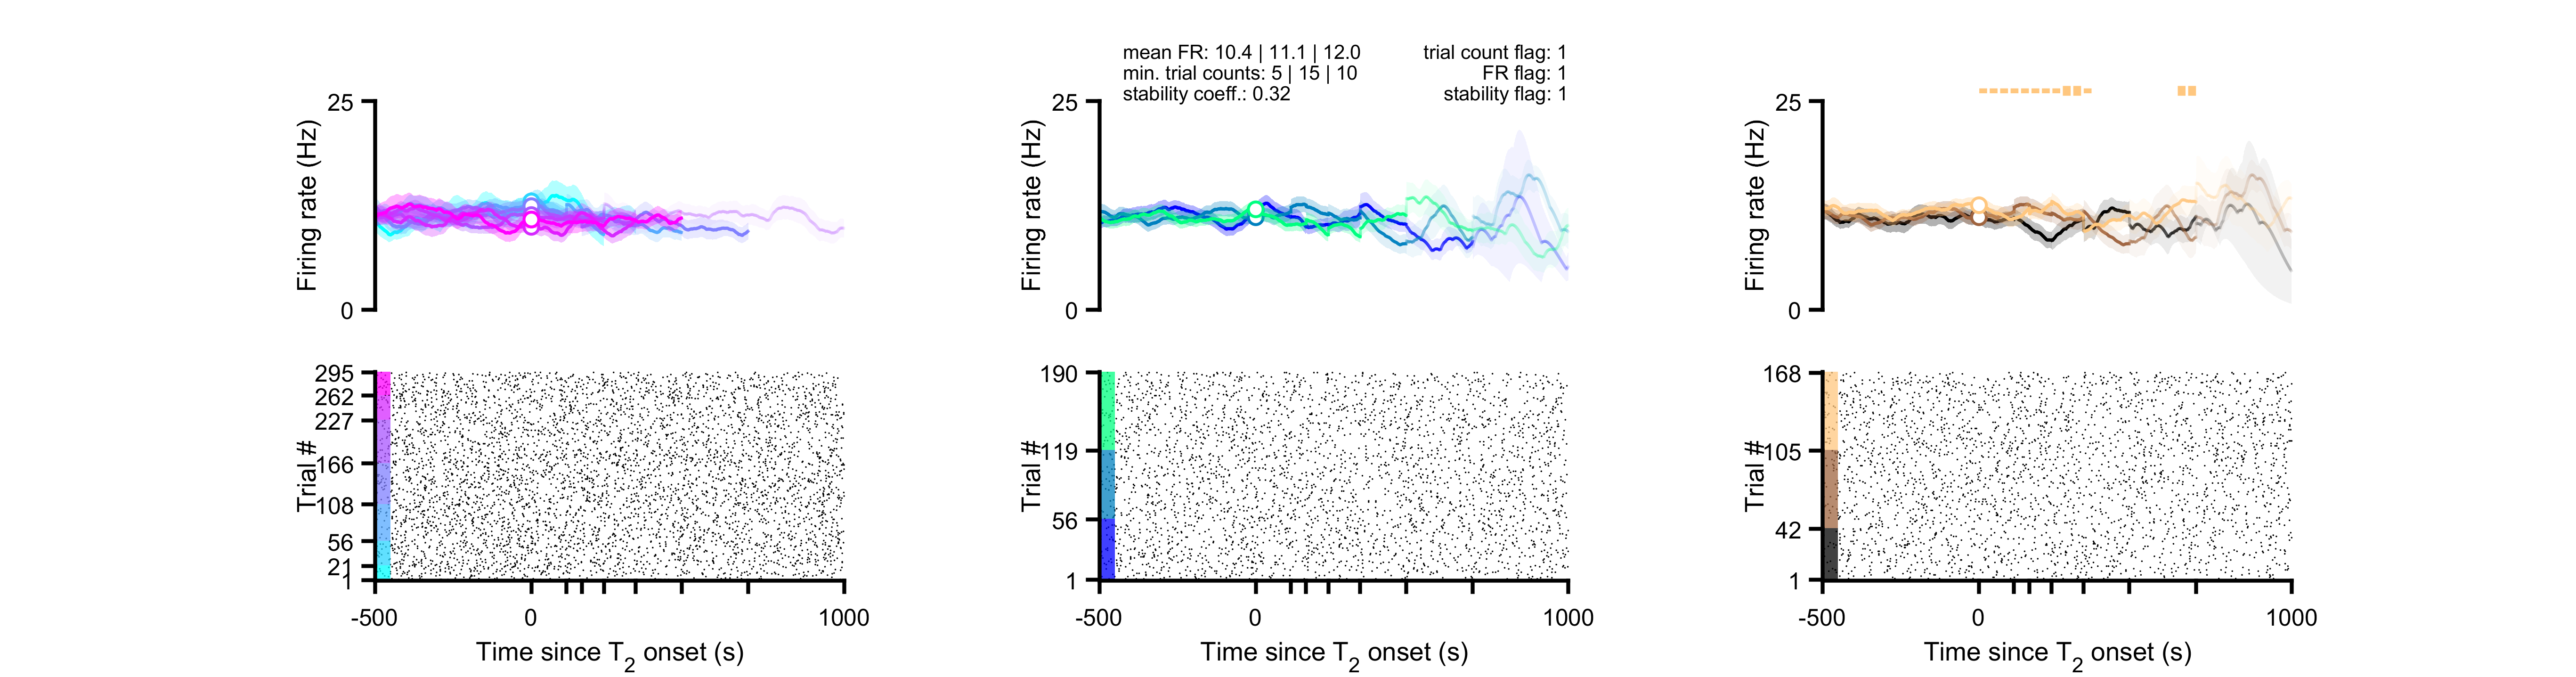 25
Firing rate (Hz)
0
295
262
227
166
108
56
21
1
Trial #
-500
0
1000
Time since T2 onset (s)
mean FR: 10.4 | 11.1 | 12.0
min. trial counts: 5 | 15 | 10
stability coeff.: 0.32
trial count flag: 1
FR flag: 1
stability flag: 1
25
Firing rate (Hz)
0
190
119
56
1
Trial #
-500
0
1000
Time since T2 onset (s)
25
Firing rate (Hz)
0
168
105
42
1
Trial #
-500
0
1000
Time since T2 onset (s)